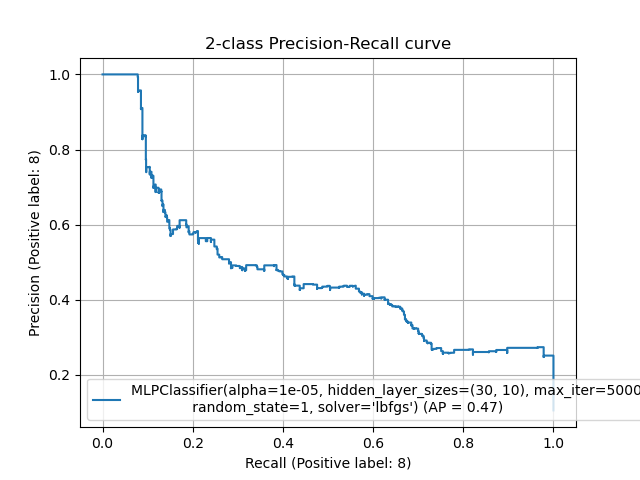 2-class Precision-Recall curve
1.0
0.8
0.6
0.4
0.2
Precision (Positive label: 8)
MLPClassifier(alpha=1e-05, hidden_layer_sizes=(30, 10), max_iter=5000
random_state=1, solver='lbfgs') (AP = 0.47)
0.0 0.2 0.4 0.6 0.8 1.0
Recall (Positive label: 8)